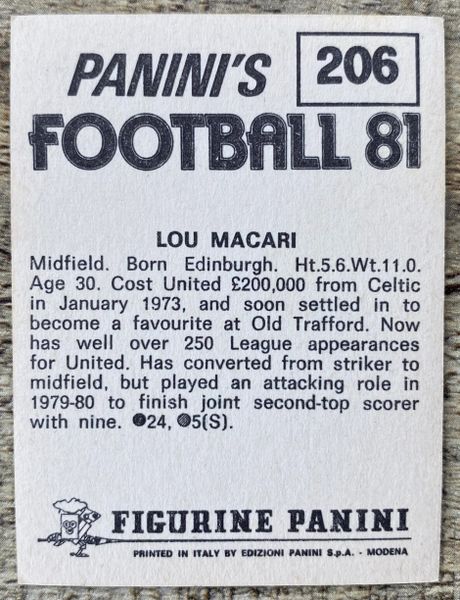 PANINI'S
206
FOOTBALL 81
LOU MACARI
Midfield. Born Edinburgh. Ht.5.6.Wt.11.0.
Age 30. Cost United £200,000 from Celtic
in January 1973, and soon settled in to
become a favourite at Old Trafford. Now
has well over 250 League appearances
for United. Has converted from striker to
midfield, but played an attacking role in
1979-80 to finish joint second-top scorer
with nine. 24, 5(S).
FIGURINE PANINI
PRINTED IN ITALY BY EDIZIONI PANINI S.p.A. - MODENA